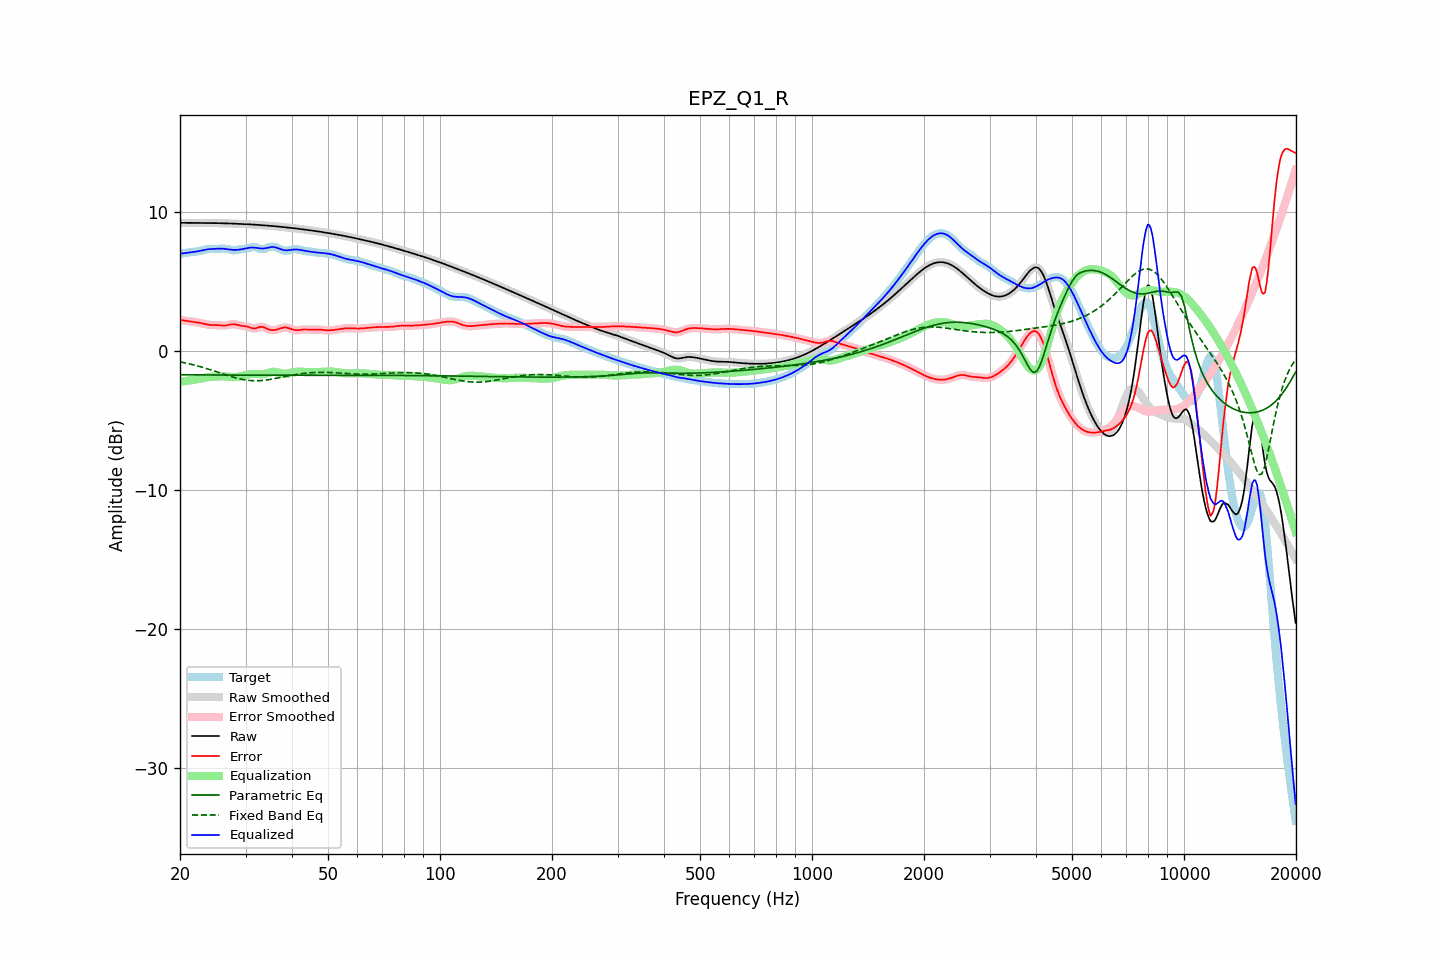 EPZ_Q1_R
Amplitude (dBr)
10
0
−10
−20
−30
Target
Raw Smoothed
Error Smoothed
Raw
Error
Equalization
Parametric Eq
Fixed Band Eq
Equalized
20 50 100 200 500 1000 2000 5000 10000 20000
Frequency (Hz)